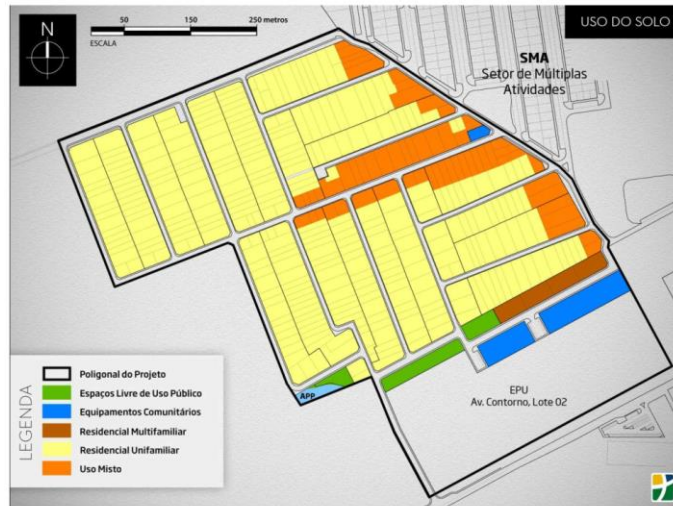 USO DO SOLO
N
50 150 250 metros
ESCALA
SMA
Setor de Múltiplas
Atividades
EPU
Av. Contorno, Lote 02
APP
LEGENDA
Poligonal do Projeto
Espaços Livre de Uso Público
Equipamentos Comunitários
Residencial Multifamiliar
Residencial Unifamiliar
Uso Misto